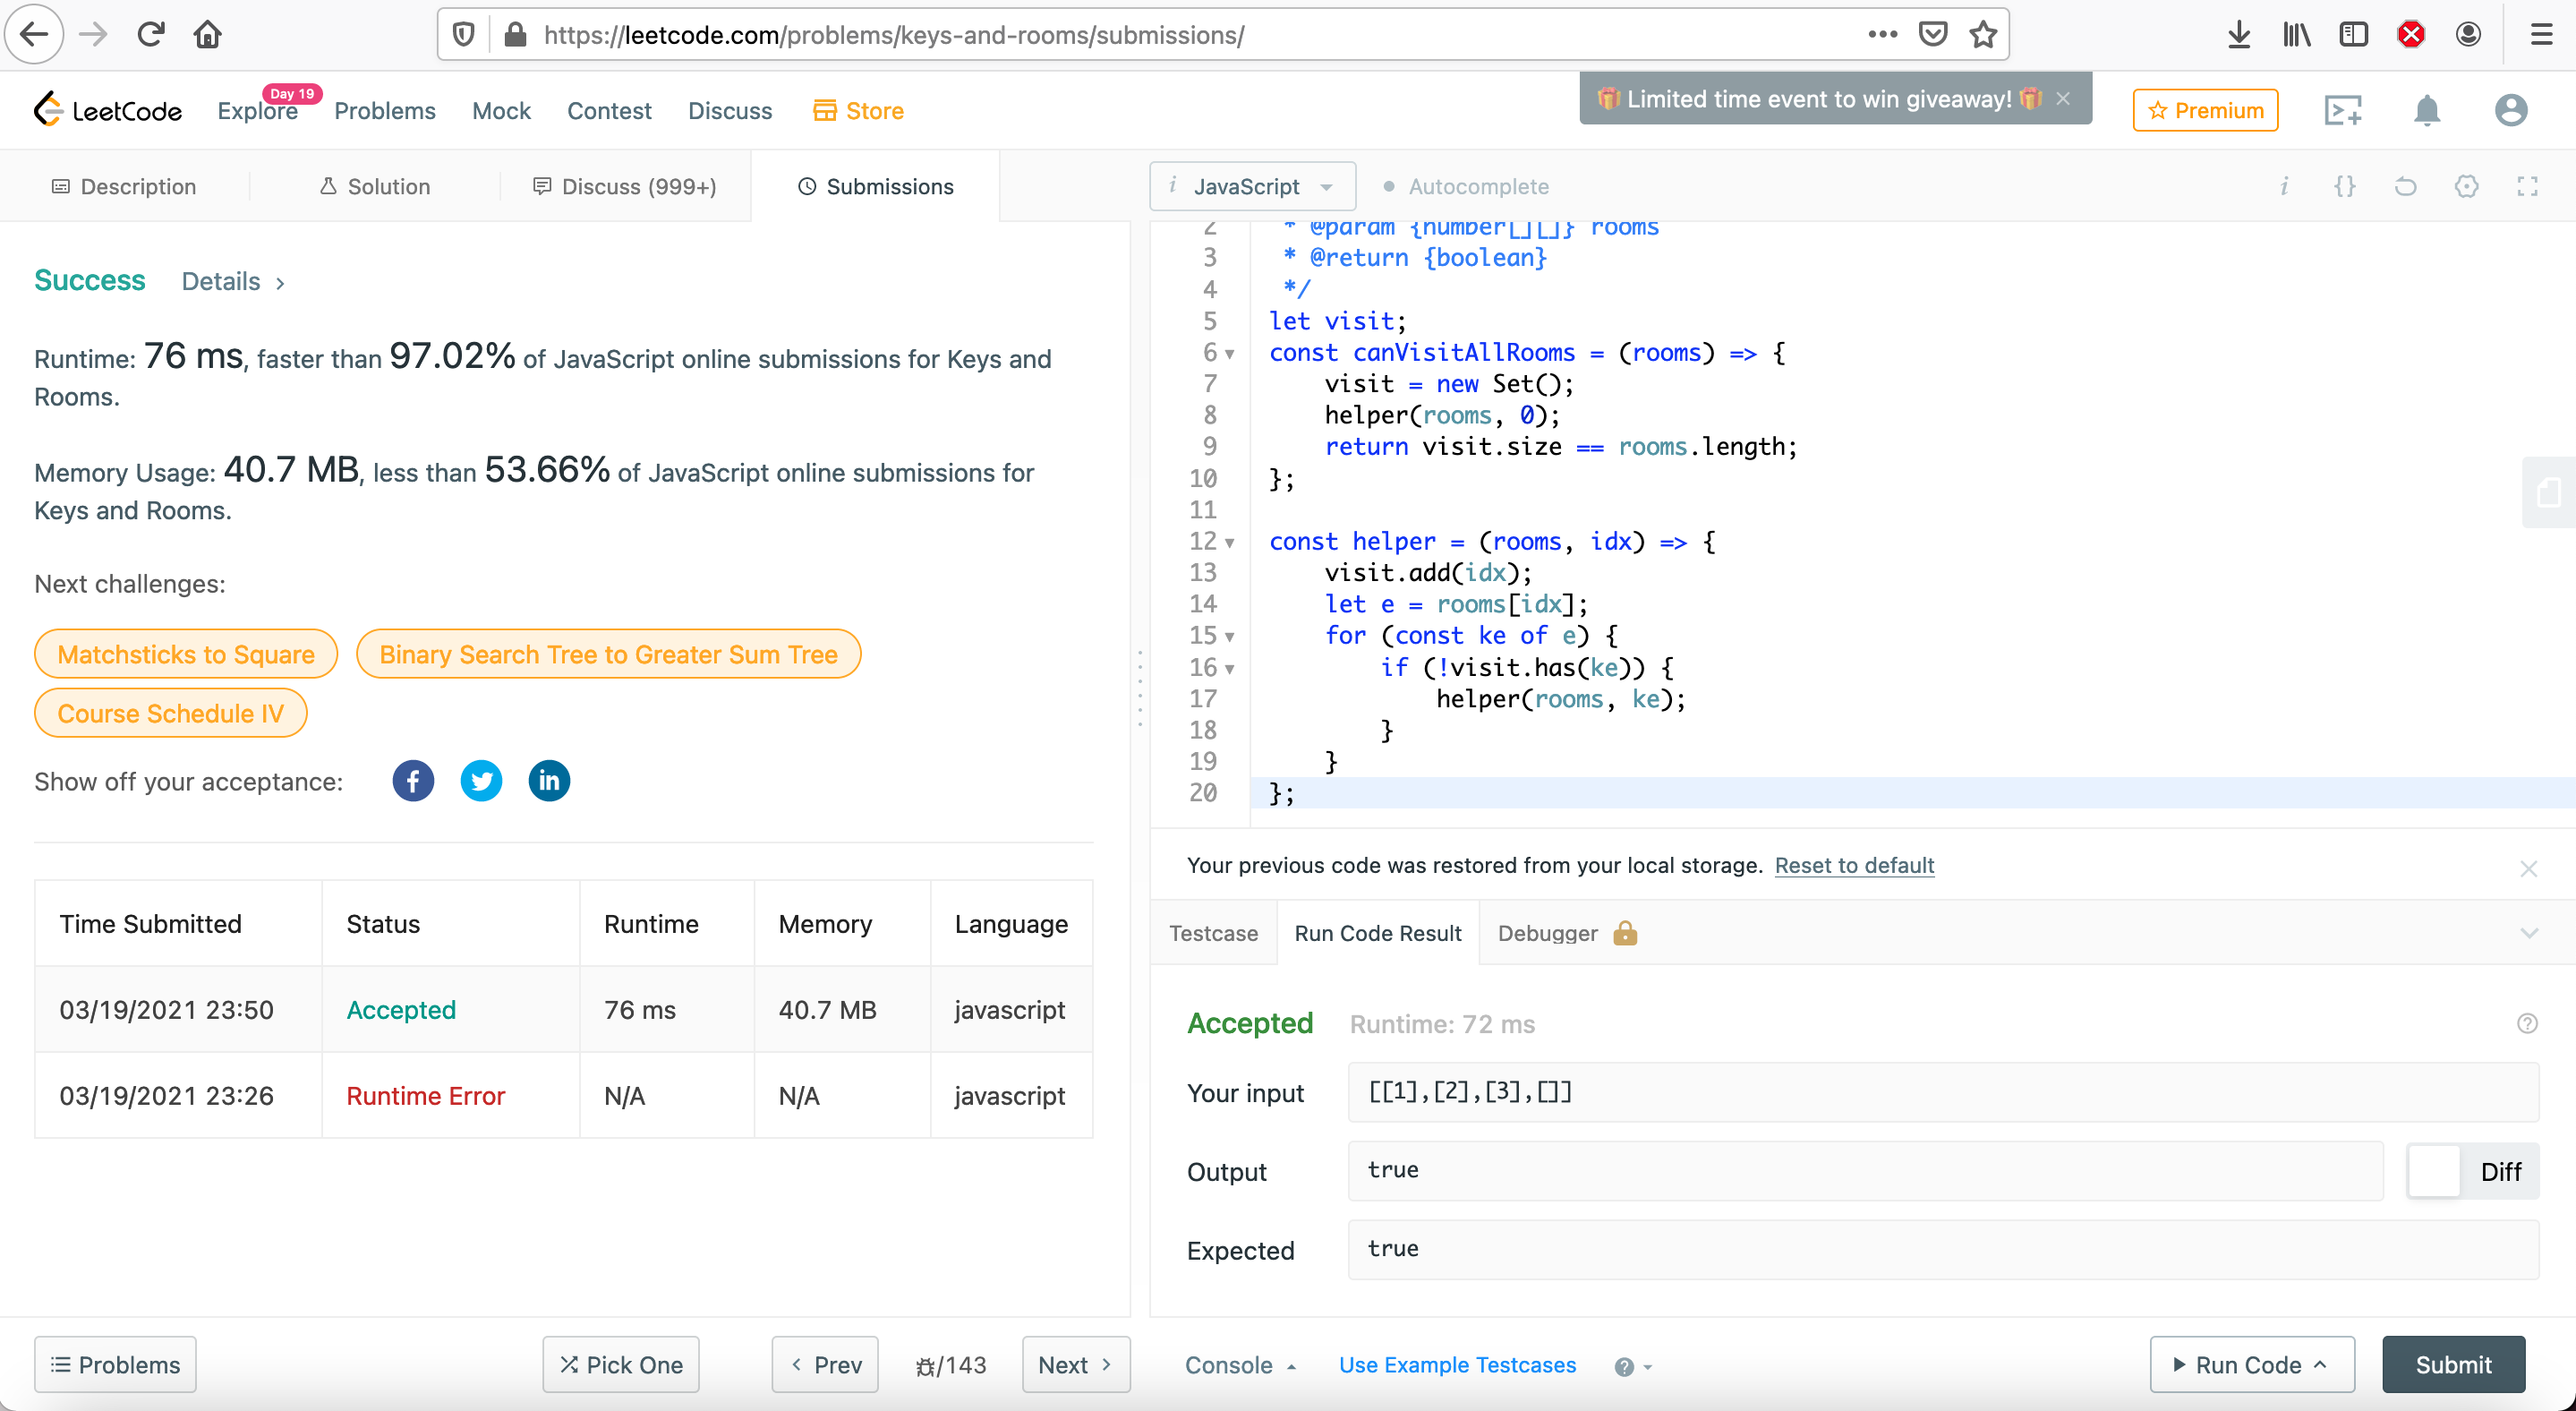 https://leetcode.com/problems/keys-and-rooms/submissions/
LeetCode
Explore
Day 19
Problems
Mock
Contest
Discuss
Store
Limited time event to win giveaway!
Premium
Description
Solution
Discuss (999+)
Submissions
i JavaScript
Autocomplete
i {}
Success
Details >
Runtime: 76 ms, faster than 97.02% of JavaScript online submissions for Keys and
Rooms.
Memory Usage: 40.7 MB, less than 53.66% of JavaScript online submissions for
Keys and Rooms.
Next challenges:
Matchsticks to Square
Binary Search Tree to Greater Sum Tree
Course Schedule IV
Show off your acceptance:
Time Submitted Status Runtime Memory Language
03/19/2021 23:50 Accepted 76 ms 40.7 MB javascript
03/19/2021 23:26 Runtime Error N/A N/A javascript
2 * @param {number[][]} rooms
3 * @return {boolean}
4 */
5 let visit;
6 const canVisitAllRooms = (rooms) => {
7 visit = new Set();
8 helper(rooms, 0);
9 return visit.size == rooms.length;
10 };
11
12 const helper = (rooms, idx) => {
13 visit.add(idx);
14 let e = rooms[idx];
15 for (const ke of e) {
16 if (!visit.has(ke)) {
17 helper(rooms, ke);
18 }
19 }
20 };
Your previous code was restored from your local storage. Reset to default
Testcase
Run Code Result
Debugger
Accepted Runtime: 72 ms
Your input [[1],[2],[3],[]]
Output true
Diff
Expected true
Problems
Pick One
< Prev
/143
Next >
Console
Use Example Testcases
Run Code
Submit